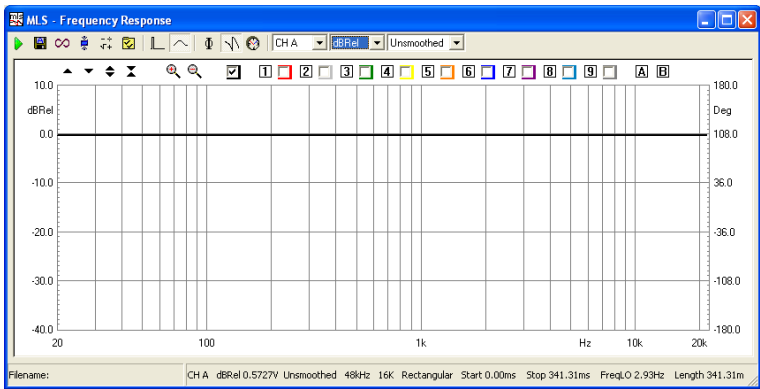 MLS - Frequency Response
CH A dBRel Unsmoothed
1 2 3 4 5 6 7 8 9 A B
10.0 180.0
dBRel Deg
0.0 108.0
-10.0 36.0
-20.0 -36.0
-30.0 -108.0
-40.0 -180.0
20 100 1k Hz 10k 20k
Filename: CH A dBRel 0.5727V Unsmoothed 48kHz 16K Rectangular Start 0.00ms Stop 341.31ms FreqLO 2.93Hz Length 341.31m